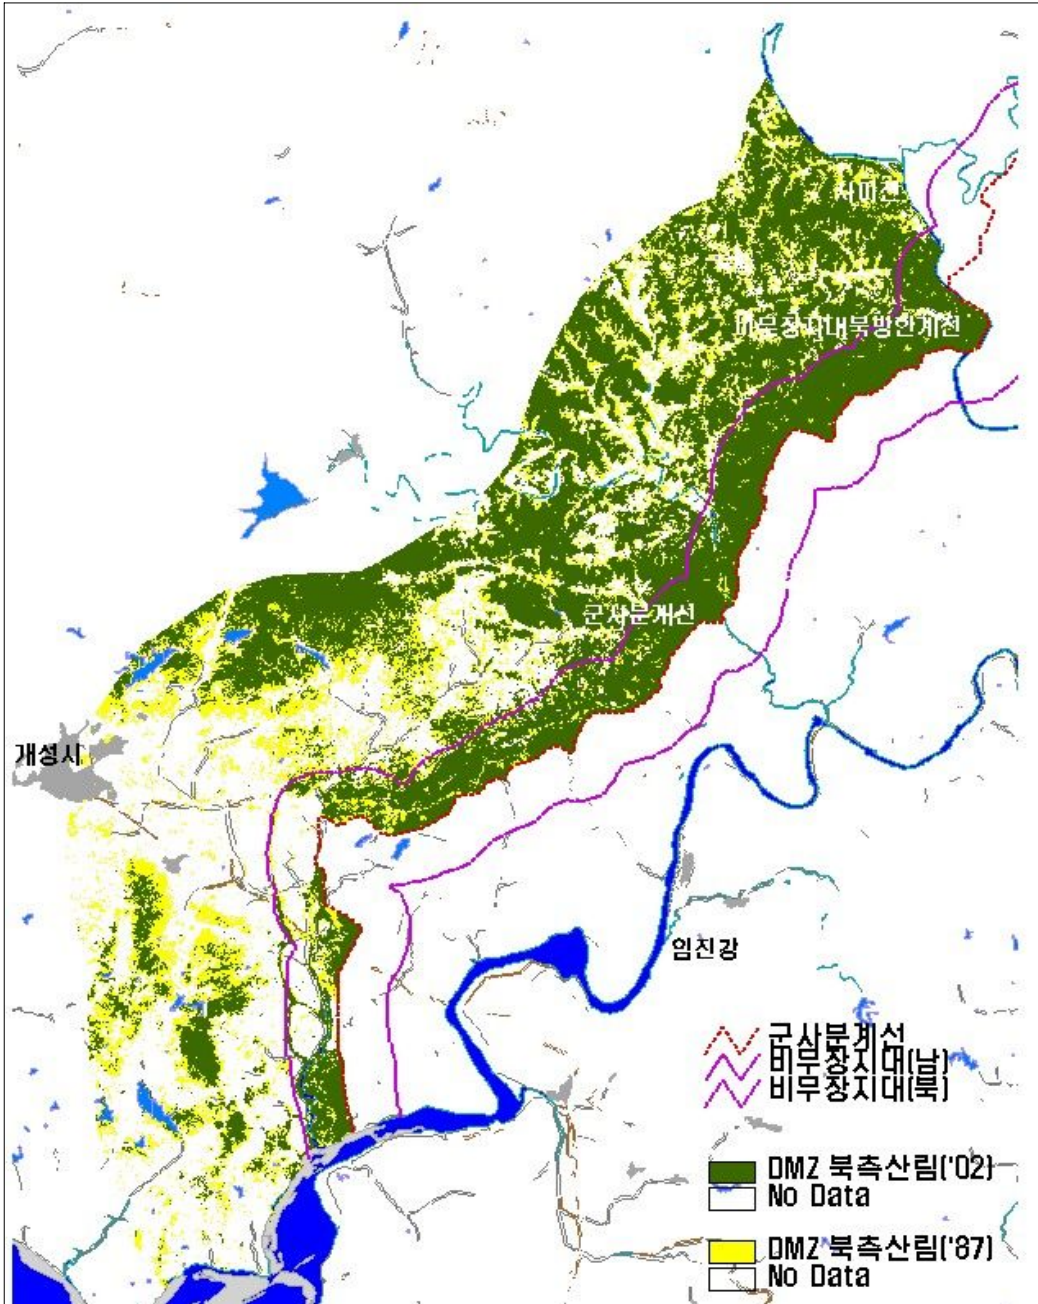 사미천
비무장지대북방한계선
군사분계선
개성시
임진강
군사분계선
비무장지대(남)
비무장지대(북)
DMZ 북측산림('02)
No Data
DMZ 북측산림('87)
No Data